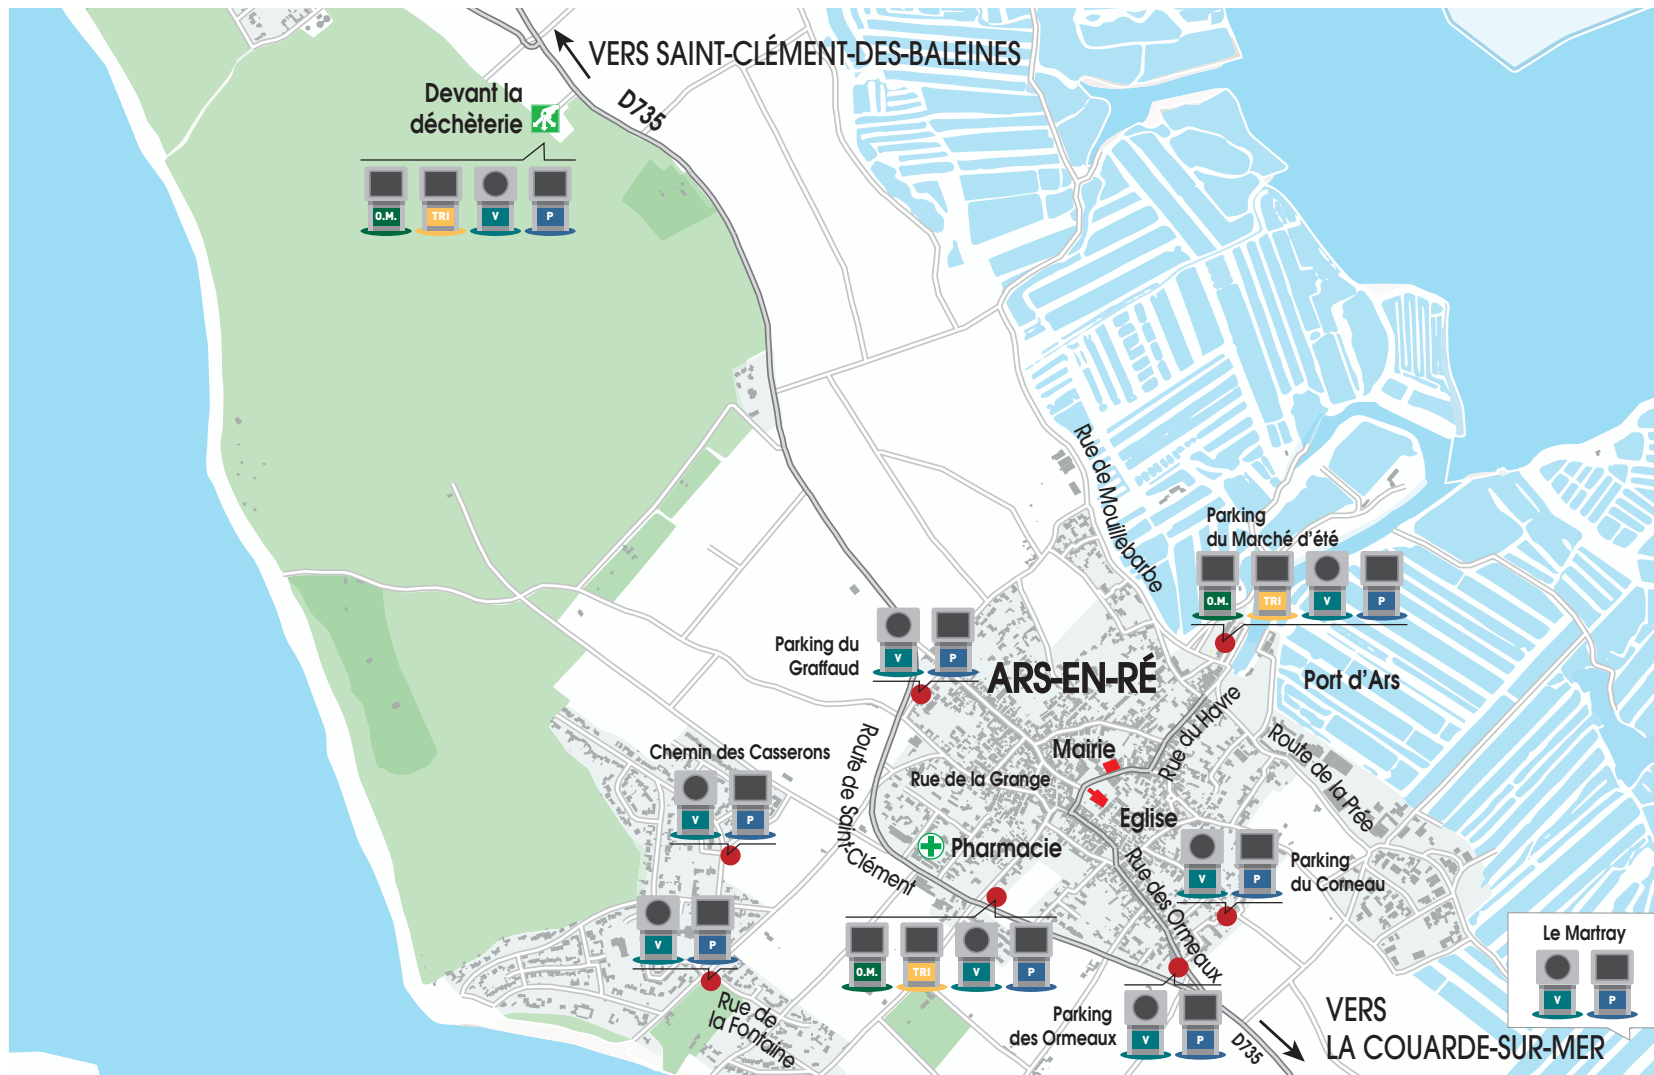 VERS SAINT-CLÉMENT-DES-BALEINES
D735
Devant la
déchèterie
O.M. TRI V P
Rue de Mouillebarbe
Parking
du Marché d'été
O.M. TRI V P
Parking du
Graffaud
V P
ARS-EN-RÉ
Port d'Ars
Rue du Havre
Route de la Prée
Mairie
Rue de la Grange
Eglise
Route de Saint-Clément
Chemin des Casserons
V P
Pharmacie
Rue des Ormeaux
V P
Parking
du Corneau
V P
Rue de
la Fontaine
O.M. TRI V P
Le Martray
V P
Parking
des Ormeaux
V P
D735
VERS
LA COUARDE-SUR-MER